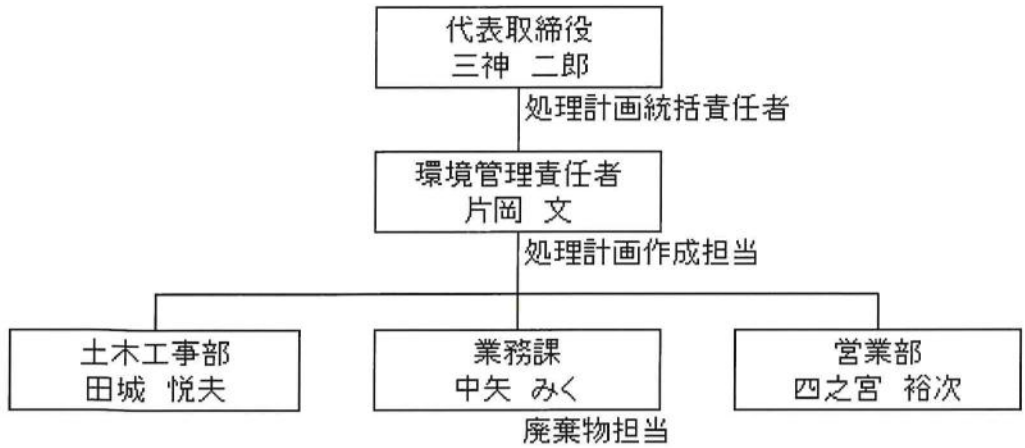 代表取締役
三神 二郎
処理計画統括責任者
環境管理責任者
片岡 文
処理計画作成担当
土木工事部
田城 悦夫
業務課
中矢 みく
廃棄物担当
営業部
四之宮 裕次